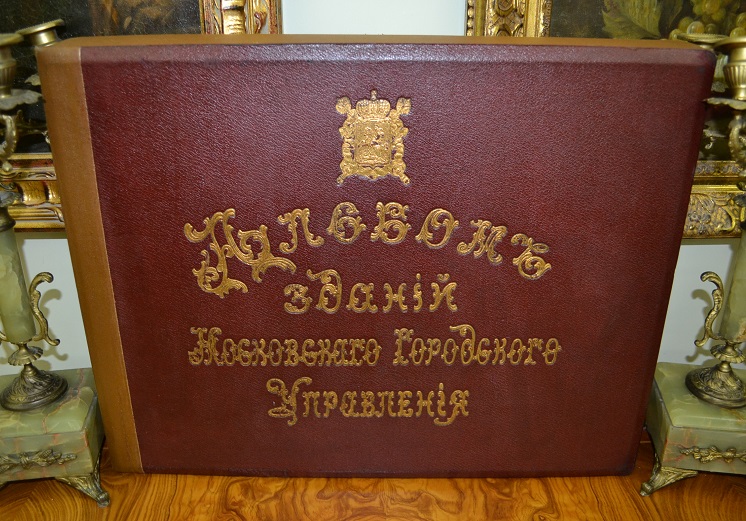 Альбомъ
зданій
Московскаго Городского
Управленія